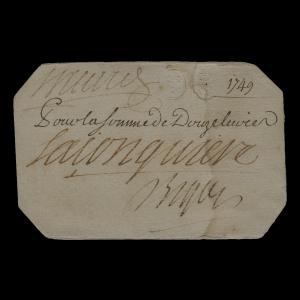 1749
Pour la somme de Douze livres
Lajonquiere
Bigot